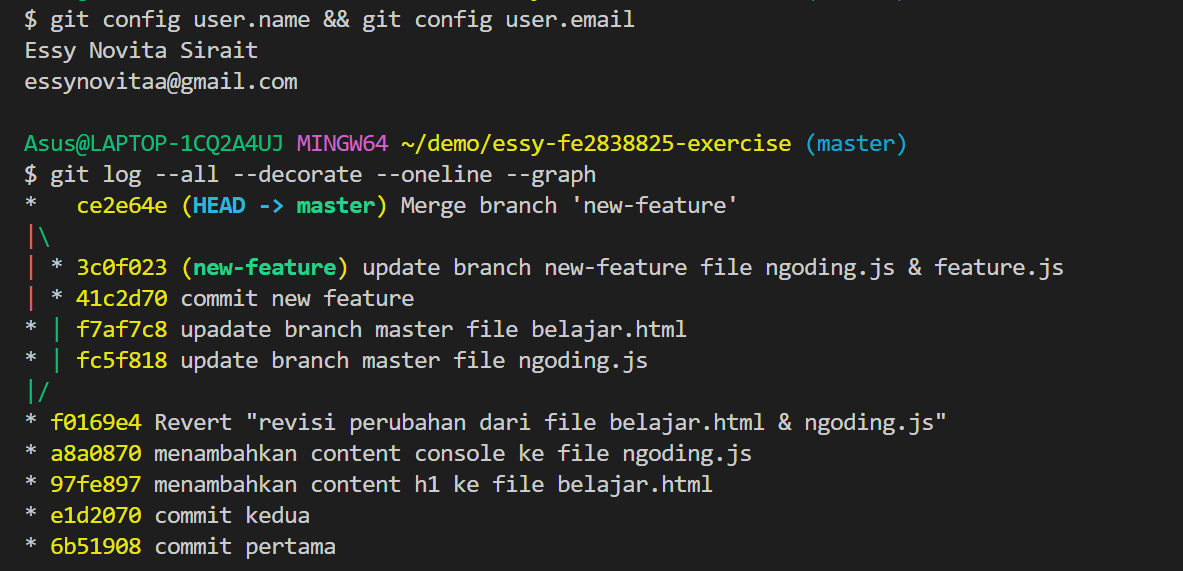 $ git config user.name && git config user.email
Essy Novita Sirait
essynovitaa@gmail.com
Asus@LAPTOP-1CQ2A4UJ MINGW64 ~/demo/essy-fe2838825-exercise (master)
$ git log --all --decorate --oneline --graph
*   ce2e64e (HEAD -> master) Merge branch 'new-feature'
|\
| * 3c0f023 (new-feature) update branch new-feature file ngoding.js & feature.js
| * 41c2d70 commit new feature
* | f7af7c8 upadate branch master file belajar.html
* | fc5f818 update branch master file ngoding.js
|/
* f0169e4 Revert "revisi perubahan dari file belajar.html & ngoding.js"
* a8a0870 menambahkan content console ke file ngoding.js
* 97fe897 menambahkan content h1 ke file belajar.html
* e1d2070 commit kedua
* 6b51908 commit pertama